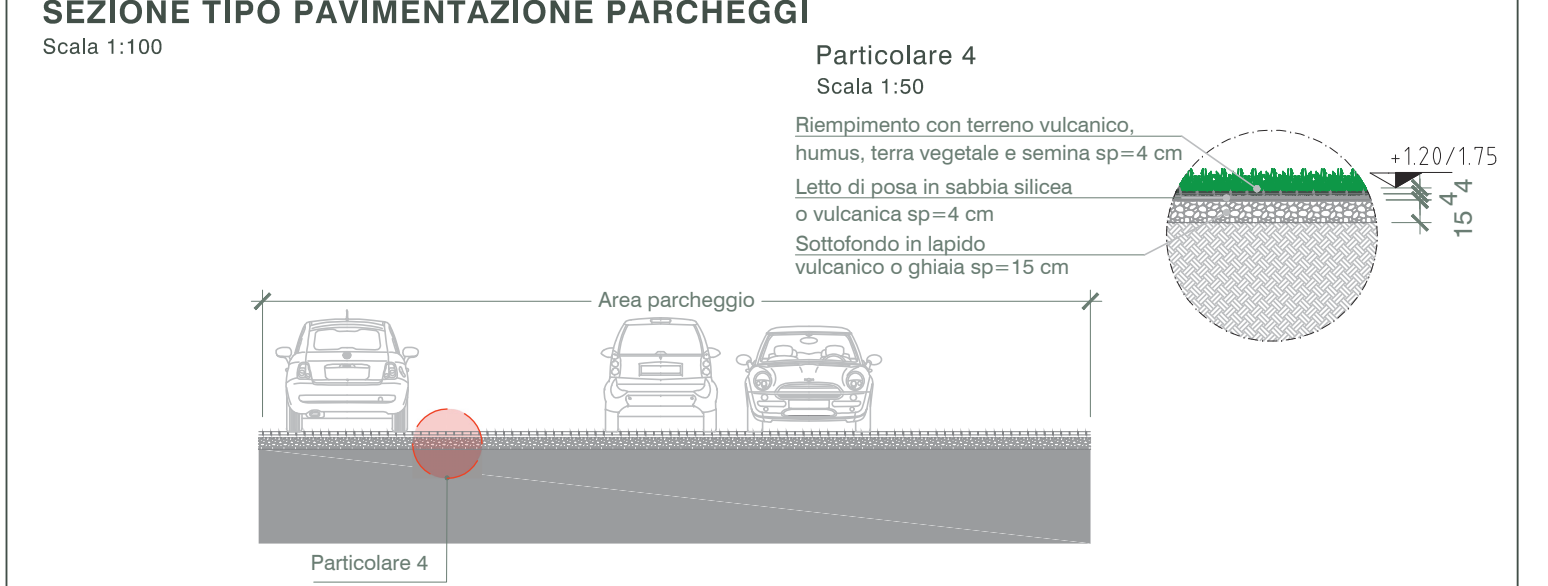 SEZIONE TIPO PAVIMENTAZIONE PARCHEGGI
Scala 1:100
Particolare 4
Scala 1:50
Riempimento con terreno vulcanico,
humus, terra vegetale e semina sp=4 cm
Letto di posa in sabbia silicea
o vulcanica sp=4 cm
Sottofondo in lapido
vulcanico o ghiaia sp=15 cm
+1.20/1.75
4
4
15
Area parcheggio
Particolare 4